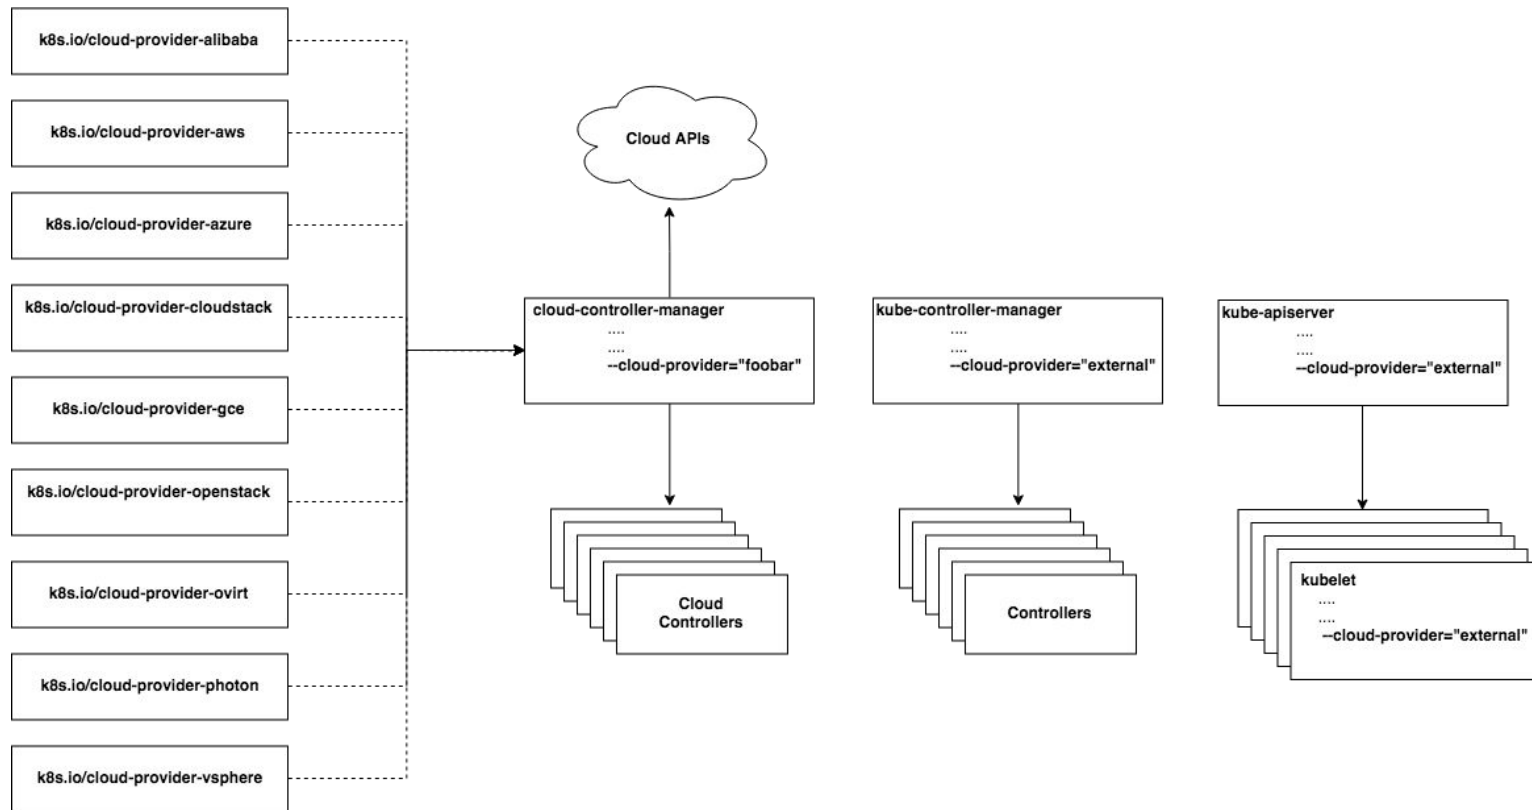 k8s.io/cloud-provider-alibaba
k8s.io/cloud-provider-aws
k8s.io/cloud-provider-azure
k8s.io/cloud-provider-cloudstack
k8s.io/cloud-provider-gce
k8s.io/cloud-provider-openstack
k8s.io/cloud-provider-ovirt
k8s.io/cloud-provider-photon
k8s.io/cloud-provider-vsphere
Cloud APIs
cloud-controller-manager
....
....
--cloud-provider="foobar"
Cloud
Controllers
kube-controller-manager
....
....
--cloud-provider="external"
Controllers
kube-apiserver
....
....
--cloud-provider="external"
kubelet
....
....
--cloud-provider="external"